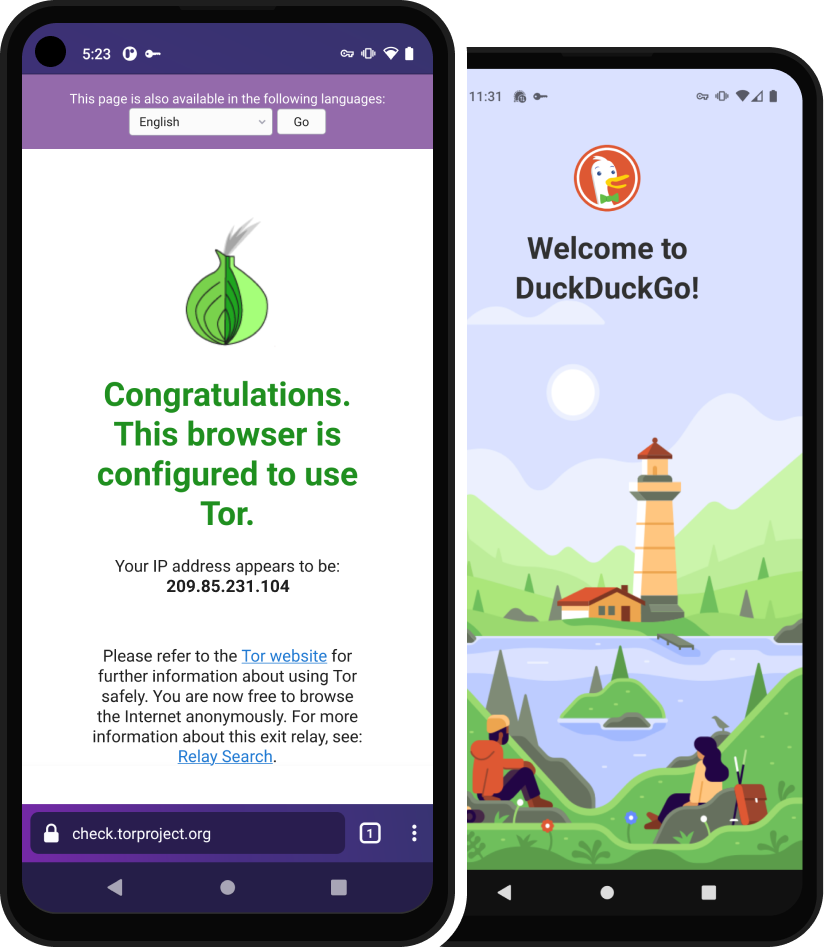 5:23
This page is also available in the following languages:
English Go
Congratulations.
This browser is
configured to use
Tor.
Your IP address appears to be:
209.85.231.104
Please refer to the Tor website for
further information about using Tor
safely. You are now free to browse
the Internet anonymously. For more
information about this exit relay, see:
Relay Search.
check.torproject.org 1
11:31
Welcome to
DuckDuckGo!